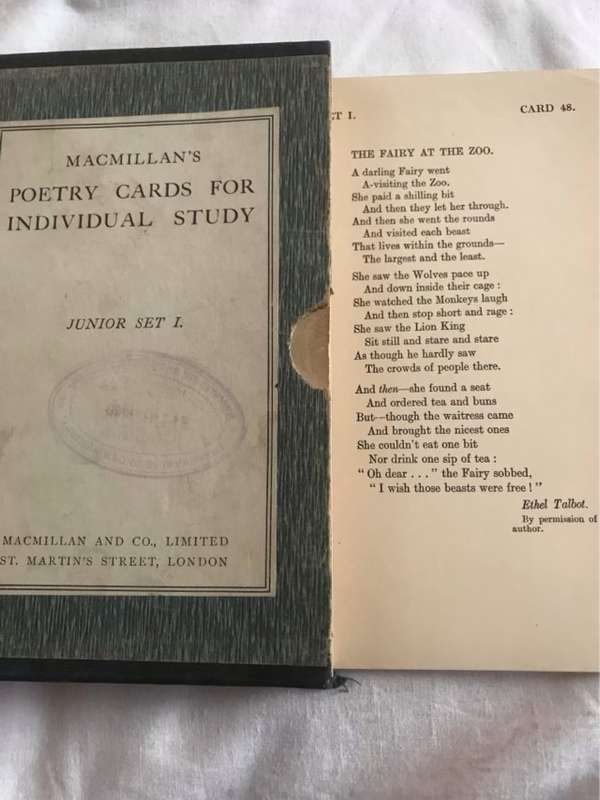 MACMILLAN'S
POETRY CARDS FOR
INDIVIDUAL STUDY
JUNIOR SET I.
MACMILLAN AND CO., LIMITED
ST. MARTIN'S STREET, LONDON
ET I.
CARD 48.
THE FAIRY AT THE ZOO.
A darling Fairy went
A-visiting the Zoo.
She paid a shilling bit
And then they let her through.
And then she went the rounds
And visited each beast
That lives within the grounds—
The largest and the least.
She saw the Wolves pace up
And down inside their cage :
She watched the Monkeys laugh
And then stop short and rage :
She saw the Lion King
Sit still and stare and stare
As though he hardly saw
The crowds of people there.
And then—she found a seat
And ordered tea and buns
But—though the waitress came
And brought the nicest ones
She couldn't eat one bit
Nor drink one sip of tea :
" Oh dear . . . " the Fairy sobbed,
" I wish those beasts were free ! "
Ethel Talbot.
By permission of
author.